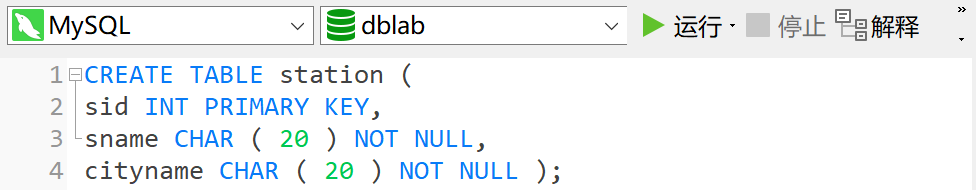 MySQL dblab 运行 停止 解释
1 CREATE TABLE station (
2 sid INT PRIMARY KEY,
3 sname CHAR ( 20 ) NOT NULL,
4 cityname CHAR ( 20 ) NOT NULL );